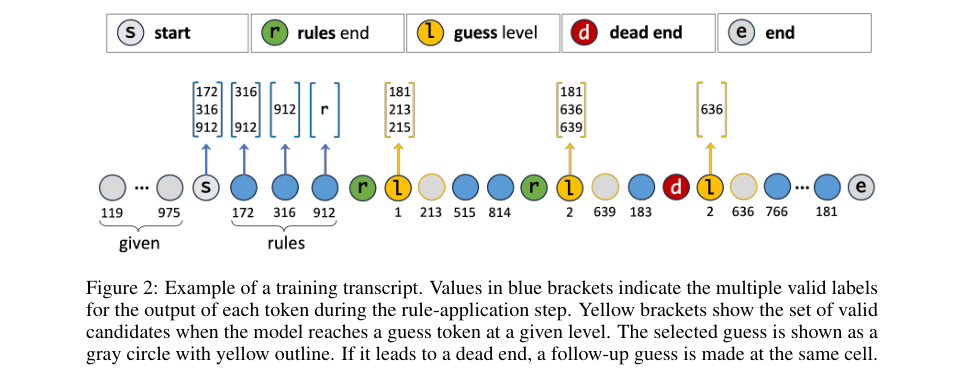 s start r rules end l guess level d dead end e end
172 316 181 181
316 912 r 213 636 636
912 912 215 639
... s r l r l d l ... e
119 975 172 316 912 1 213 515 814 2 639 183 2 636 766 181
given rules
Figure 2: Example of a training transcript. Values in blue brackets indicate the multiple valid labels
for the output of each token during the rule-application step. Yellow brackets show the set of valid
candidates when the model reaches a guess token at a given level. The selected guess is shown as a
gray circle with yellow outline. If it leads to a dead end, a follow-up guess is made at the same cell.